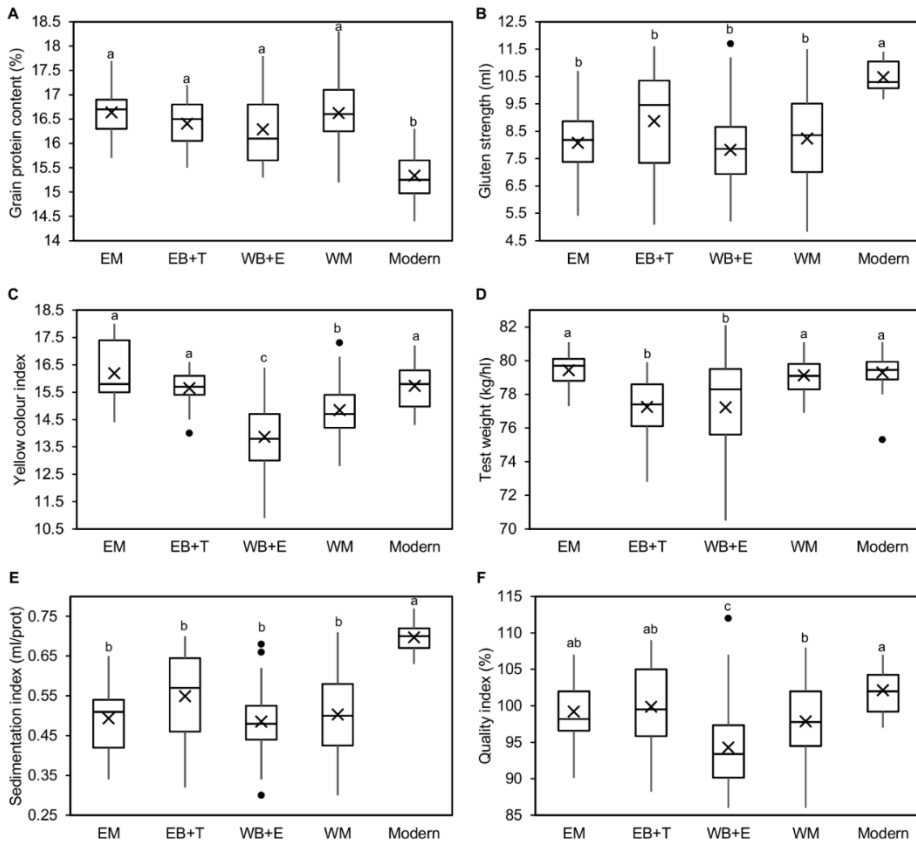 A
Grain protein content (%)
18.5
18
17.5
17
16.5
16
15.5
15
14.5
14
a
a
a
a
b
EM
EB+T
WB+E
WM
Modern
B
Gluten strength (ml)
12.5
11.5
10.5
9.5
8.5
7.5
6.5
5.5
4.5
b
b
b
b
a
EM
EB+T
WB+E
WM
Modern
C
Yellow colour index
18.5
17.5
16.5
15.5
14.5
13.5
12.5
11.5
10.5
a
a
c
b
a
EM
EB+T
WB+E
WM
Modern
D
Test weight (kg/hl)
82
80
78
76
74
72
70
a
b
b
a
a
EM
EB+T
WB+E
WM
Modern
E
Sedimentation index (ml/prot)
0.75
0.65
0.55
0.45
0.35
0.25
b
b
b
b
a
EM
EB+T
WB+E
WM
Modern
F
Quality index (%)
115
110
105
100
95
90
85
ab
ab
c
b
a
EM
EB+T
WB+E
WM
Modern